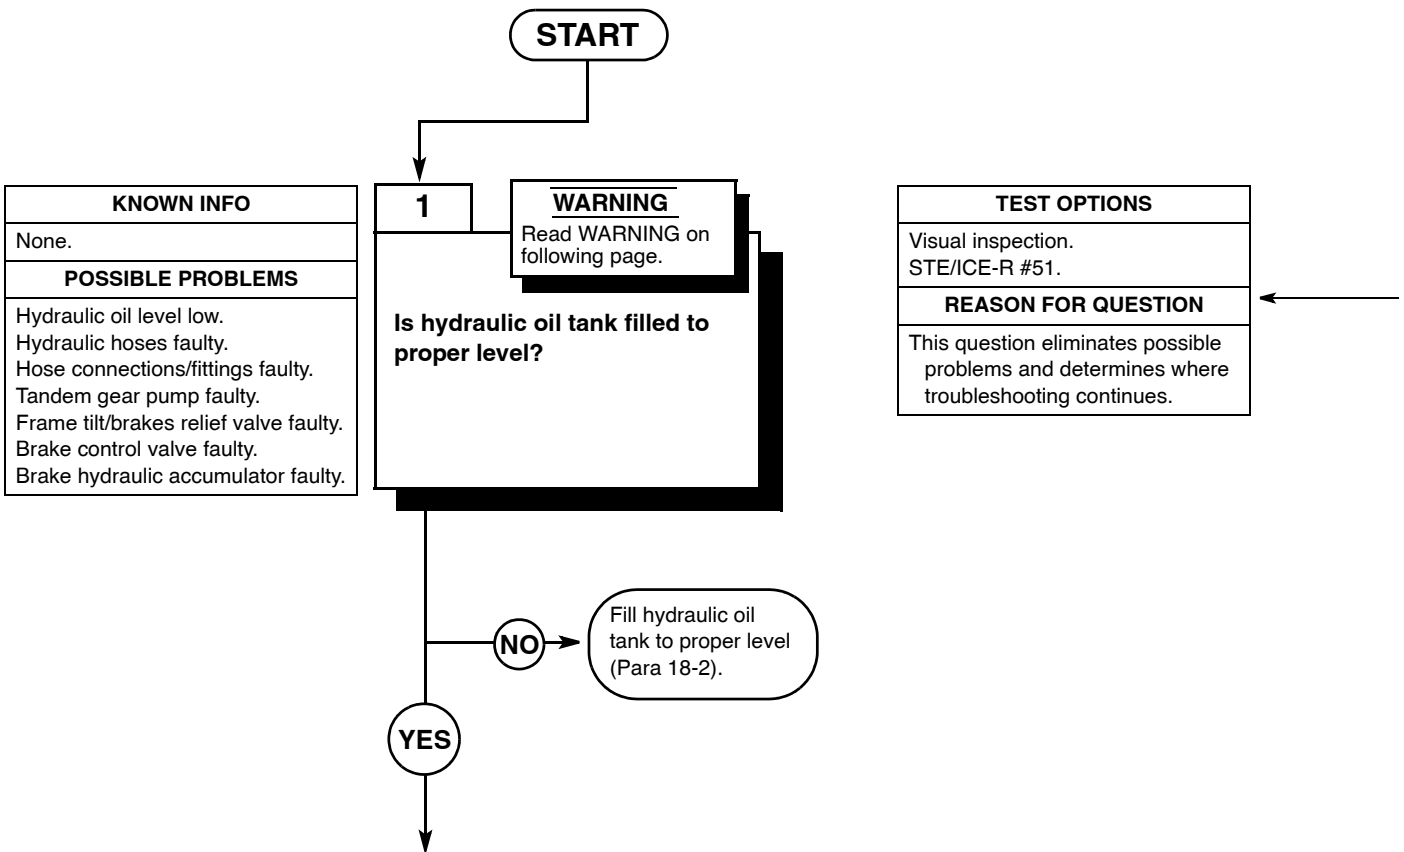 START
KNOWN INFO
None.
POSSIBLE PROBLEMS
Hydraulic oil level low.
Hydraulic hoses faulty.
Hose connections/fittings faulty.
Tandem gear pump faulty.
Frame tilt/brakes relief valve faulty.
Brake control valve faulty.
Brake hydraulic accumulator faulty.
1
WARNING
Read WARNING on
following page.
Is hydraulic oil tank filled to
proper level?
TEST OPTIONS
Visual inspection.
STE/ICE-R #51.
REASON FOR QUESTION
This question eliminates possible
problems and determines where
troubleshooting continues.
NO
Fill hydraulic oil
tank to proper level
(Para 18-2).
YES